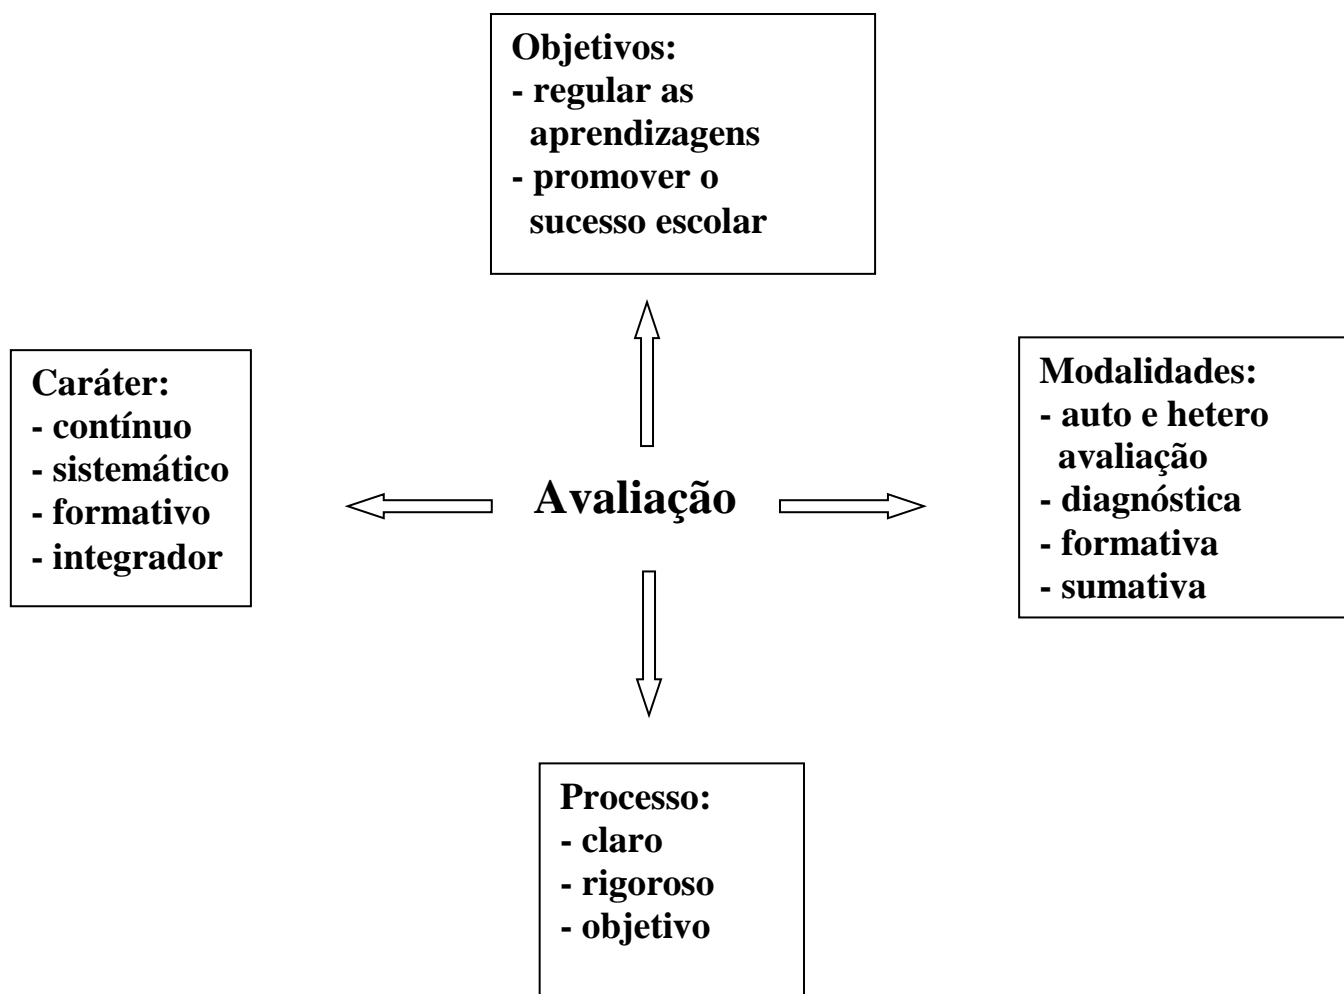 Objetivos:
- regular as
aprendizagens
- promover o
sucesso escolar
Caráter:
- contínuo
- sistemático
- formativo
- integrador
Avaliação
Modalidades:
- auto e hetero
avaliação
- diagnóstica
- formativa
- sumativa
Processo:
- claro
- rigoroso
- objetivo